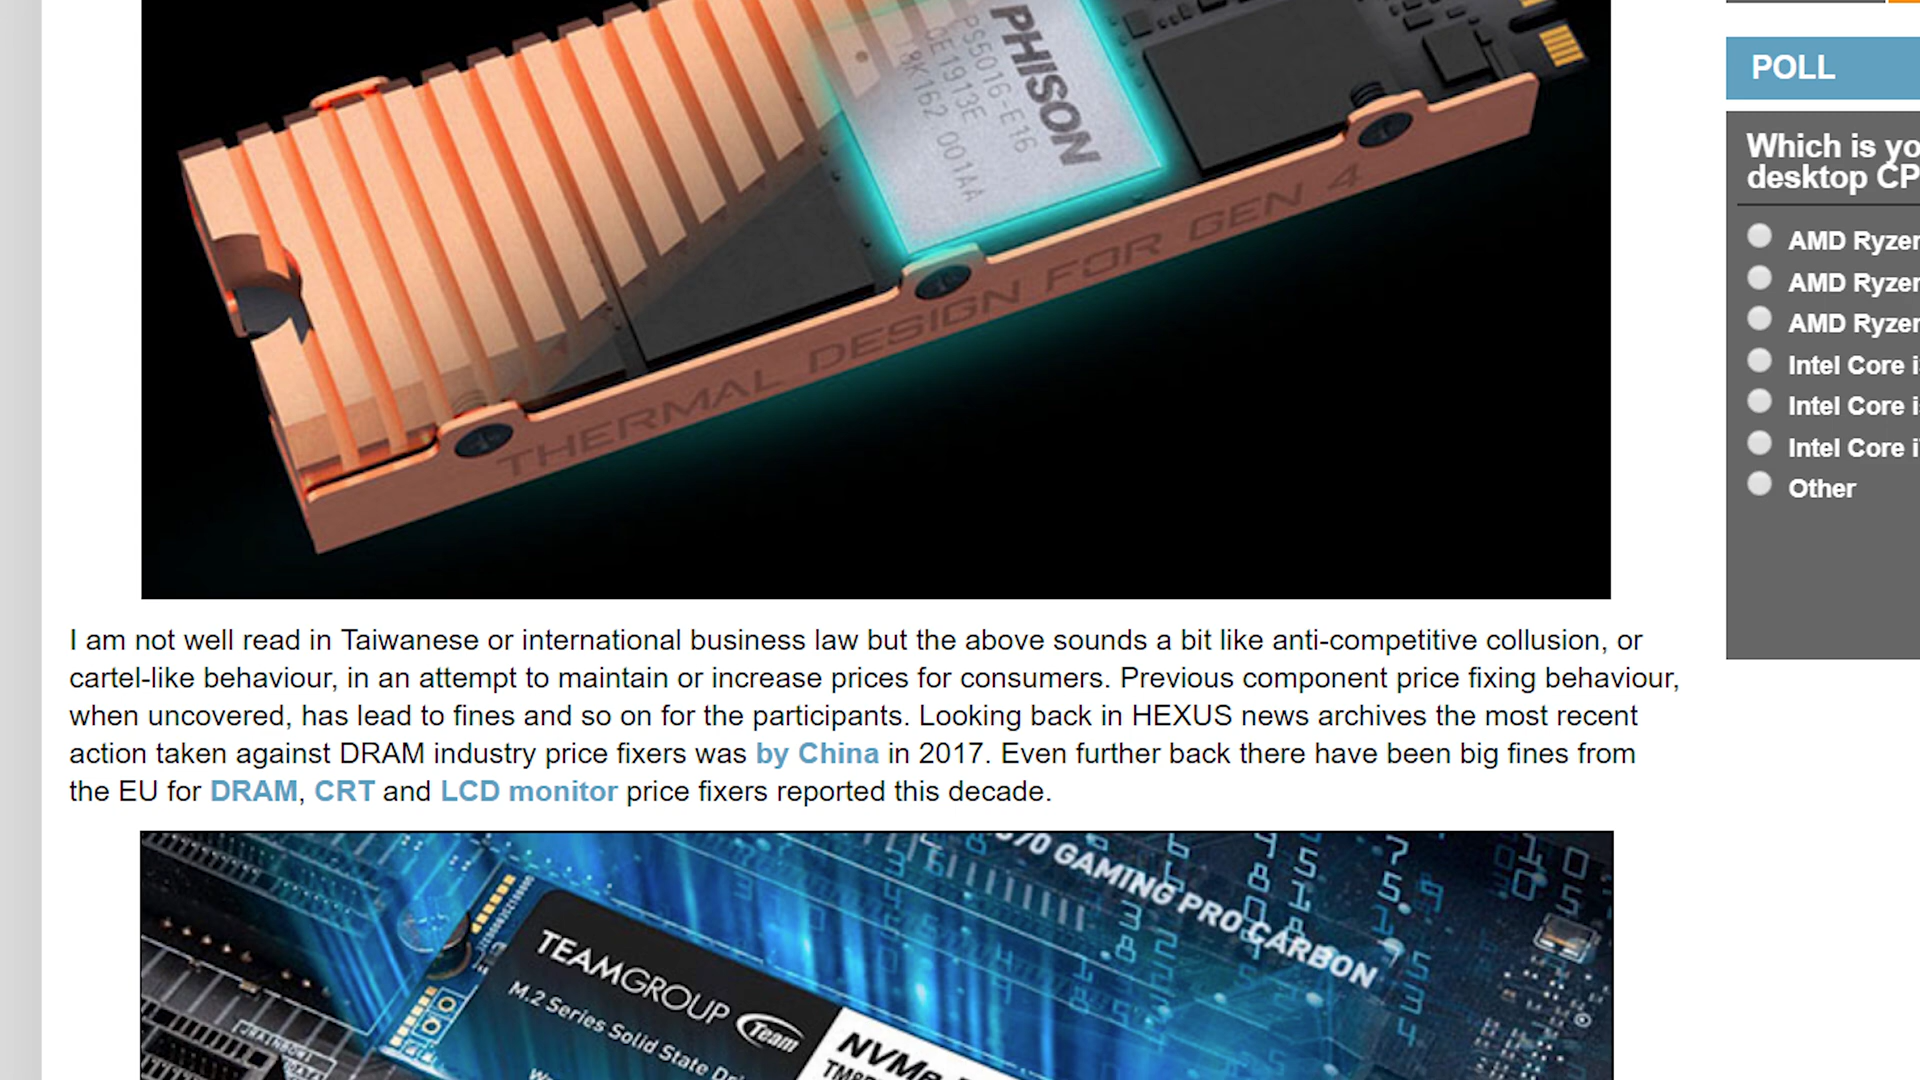 PHISON
PS5016-E16
CE1913E
8K162 001AA
THERMAL DESIGN FOR GEN 4
POLL
Which is yo
desktop CP
AMD Ryzen
AMD Ryzen
AMD Ryzen
Intel Core i
Intel Core i
Intel Core i
Other
I am not well read in Taiwanese or international business law but the above sounds a bit like anti-competitive collusion, or
cartel-like behaviour, in an attempt to maintain or increase prices for consumers. Previous component price fixing behaviour,
when uncovered, has lead to fines and so on for the participants. Looking back in HEXUS news archives the most recent
action taken against DRAM industry price fixers was by China in 2017. Even further back there have been big fines from
the EU for DRAM, CRT and LCD monitor price fixers reported this decade.
GAMING PRO CARBON
TEAMGROUP Team
M.2 Series Solid State
NVMe